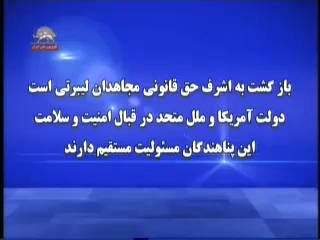 باز گشت به اشرف حق قانونی مجاهدان لیبرتی است
دولت آمریکا و ملل متحد در قبال امنیت و سلامت
این پناهندگان مسئولیت مستقیم دارند